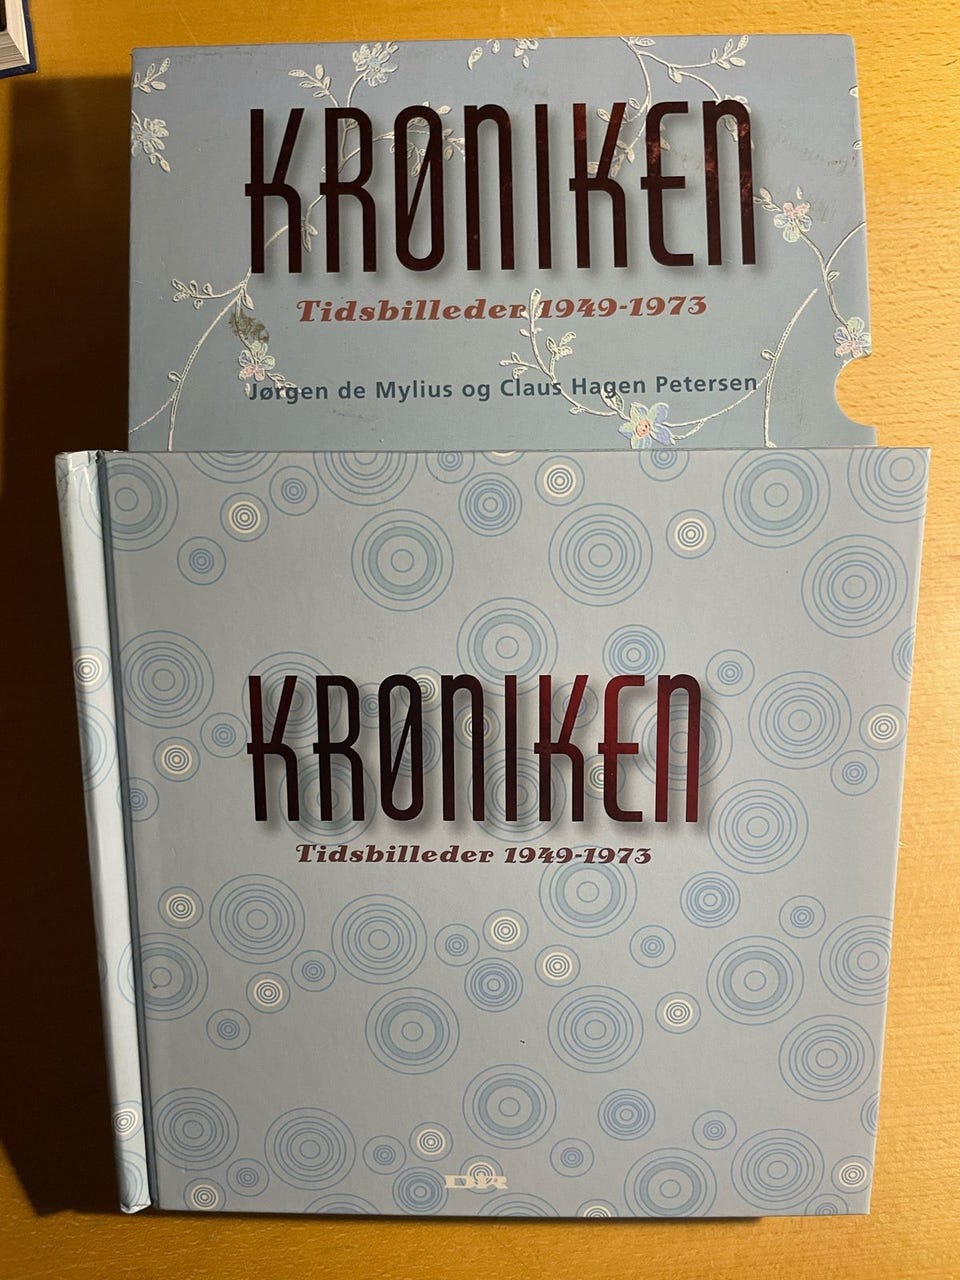 KRØNIKEN
Tidsbilleder 1949-1973
Jørgen de Mylius og Claus Hagen Petersen
KRØNIKEN
Tidsbilleder 1949-1973
DR